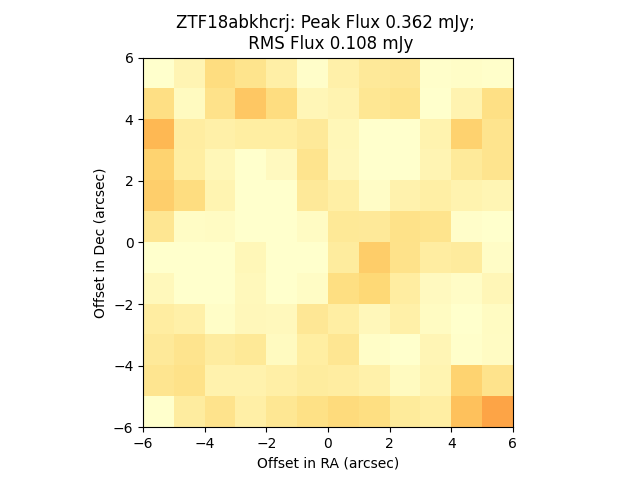 ZTF18abkhcrj: Peak Flux 0.362 mJy;
RMS Flux 0.108 mJy
6
4
2
0
−2
−4
−6
Offset in Dec (arcsec)
−6 −4 −2 0 2 4 6
Offset in RA (arcsec)